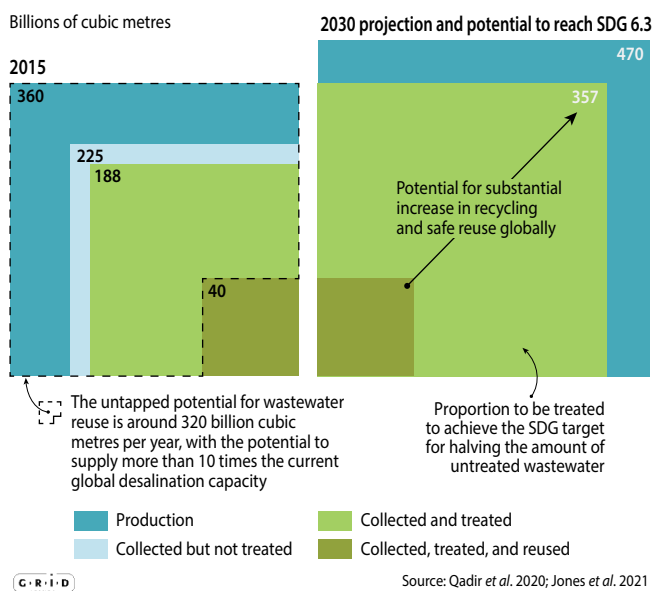 Billions of cubic metres
2030 projection and potential to reach SDG 6.3
2015
360
225
188
40
470
357
Potential for substantial
increase in recycling
and safe reuse globally
The untapped potential for wastewater
reuse is around 320 billion cubic
metres per year, with the potential to
supply more than 10 times the current
global desalination capacity
Proportion to be treated
to achieve the SDG target
for halving the amount of
untreated wastewater
Production
Collected and treated
Collected but not treated
Collected, treated, and reused
G·R·I·D
Source: Qadir et al. 2020; Jones et al. 2021